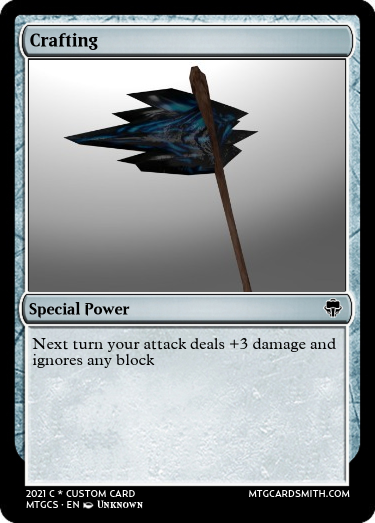 Crafting
Special Power
Next turn your attack deals +3 damage and
ignores any block
2021 C * CUSTOM CARD
MTGCARDSMITH.COM
MTGCS · EN UNKNOWN